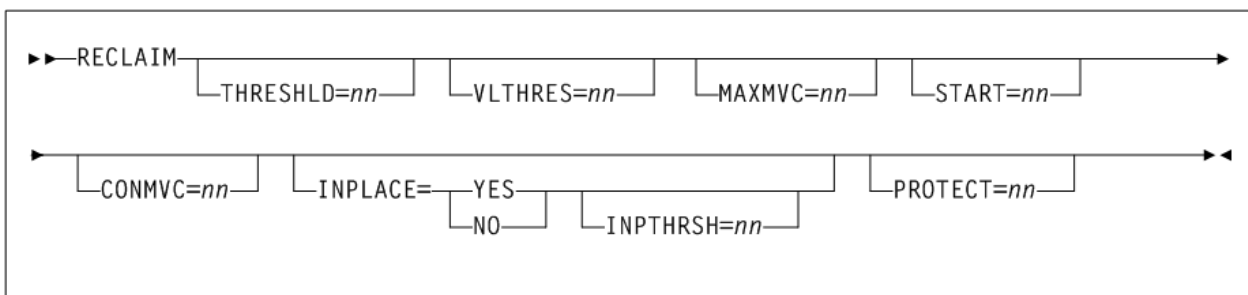 RECLAIM
THRESHLD=nn
VLTHRES=nn
MAXMVC=nn
START=nn
CONMVC=nn
INPLACE=
YES
NO
INPTHRSH=nn
PROTECT=nn